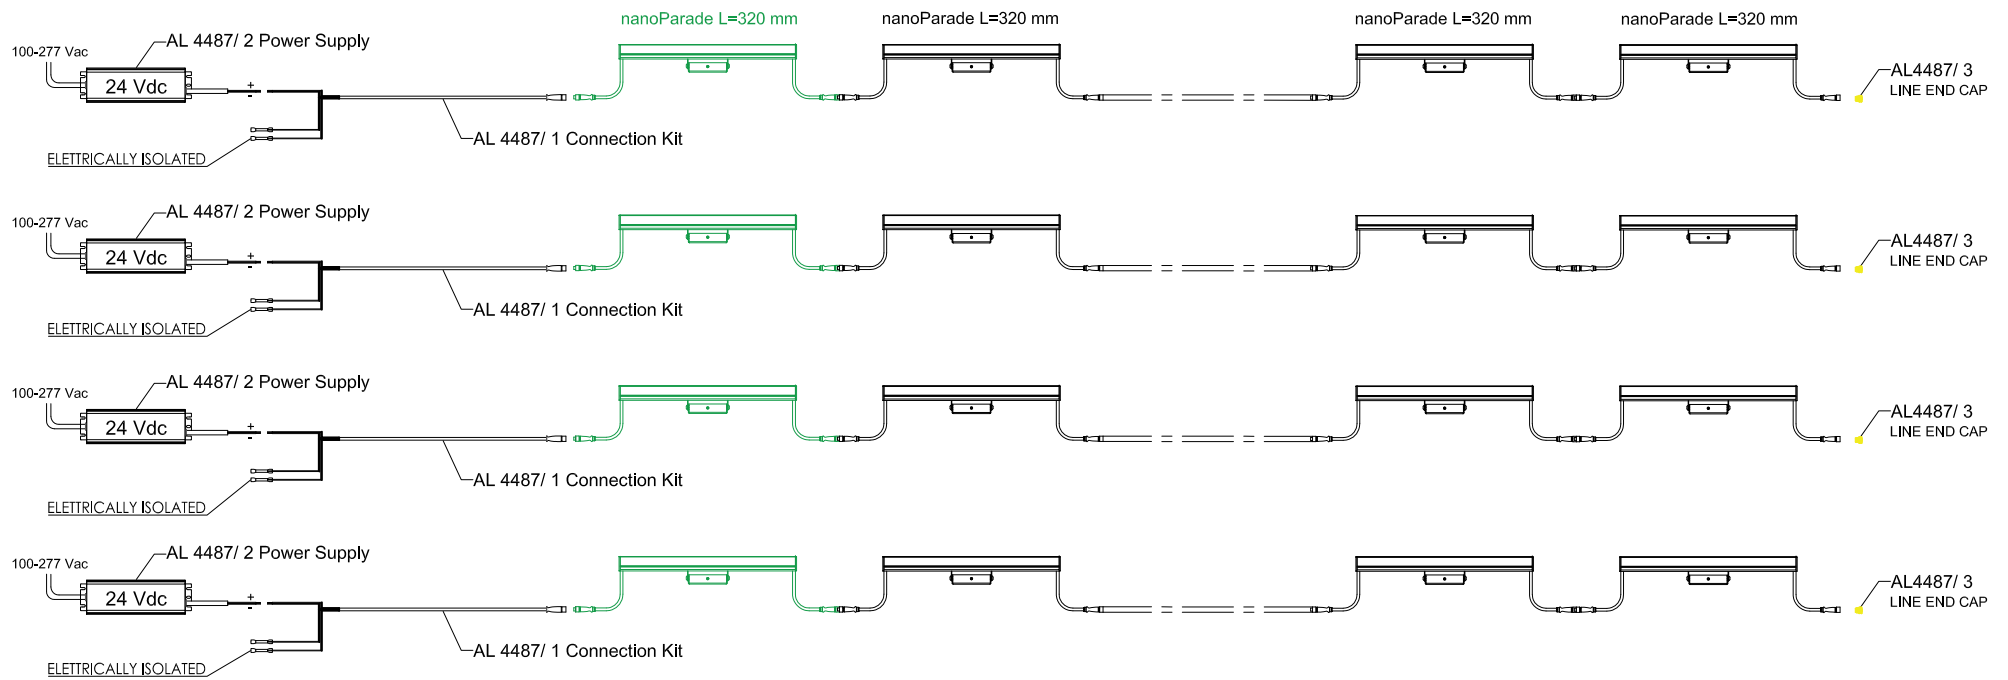 nanoParade L=320 mm
nanoParade L=320 mm
nanoParade L=320 mm
nanoParade L=320 mm
100-277 Vac
AL 4487/ 2 Power Supply
24 Vdc
+
-
AL 4487/ 1 Connection Kit
ELETTRICALLY ISOLATED
AL4487/ 3
LINE END CAP
100-277 Vac
AL 4487/ 2 Power Supply
24 Vdc
+
-
AL 4487/ 1 Connection Kit
ELETTRICALLY ISOLATED
AL4487/ 3
LINE END CAP
100-277 Vac
AL 4487/ 2 Power Supply
24 Vdc
+
-
AL 4487/ 1 Connection Kit
ELETTRICALLY ISOLATED
AL4487/ 3
LINE END CAP
100-277 Vac
AL 4487/ 2 Power Supply
24 Vdc
+
-
AL 4487/ 1 Connection Kit
ELETTRICALLY ISOLATED
AL4487/ 3
LINE END CAP